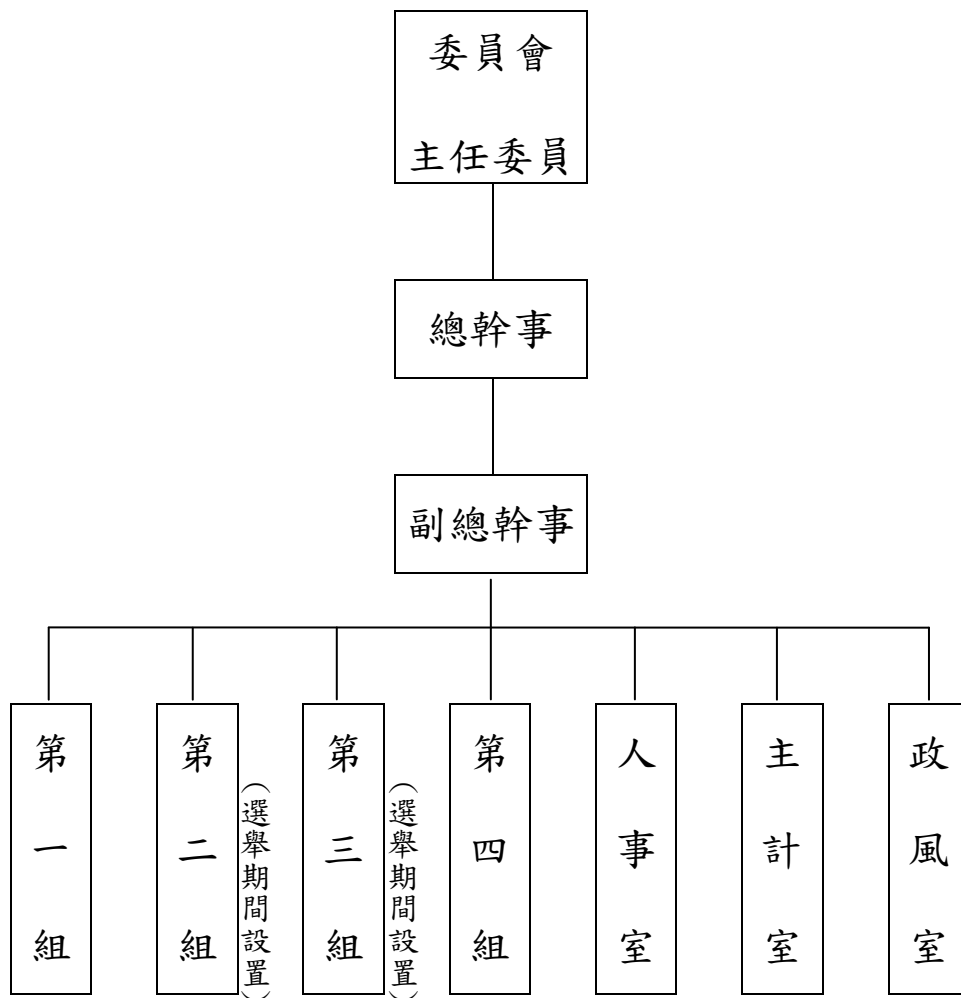 委員會
主任委員
總幹事
副總幹事
第一組
第二組
（選舉期間設置）
第三組
（選舉期間設置）
第四組
人事室
主計室
政風室